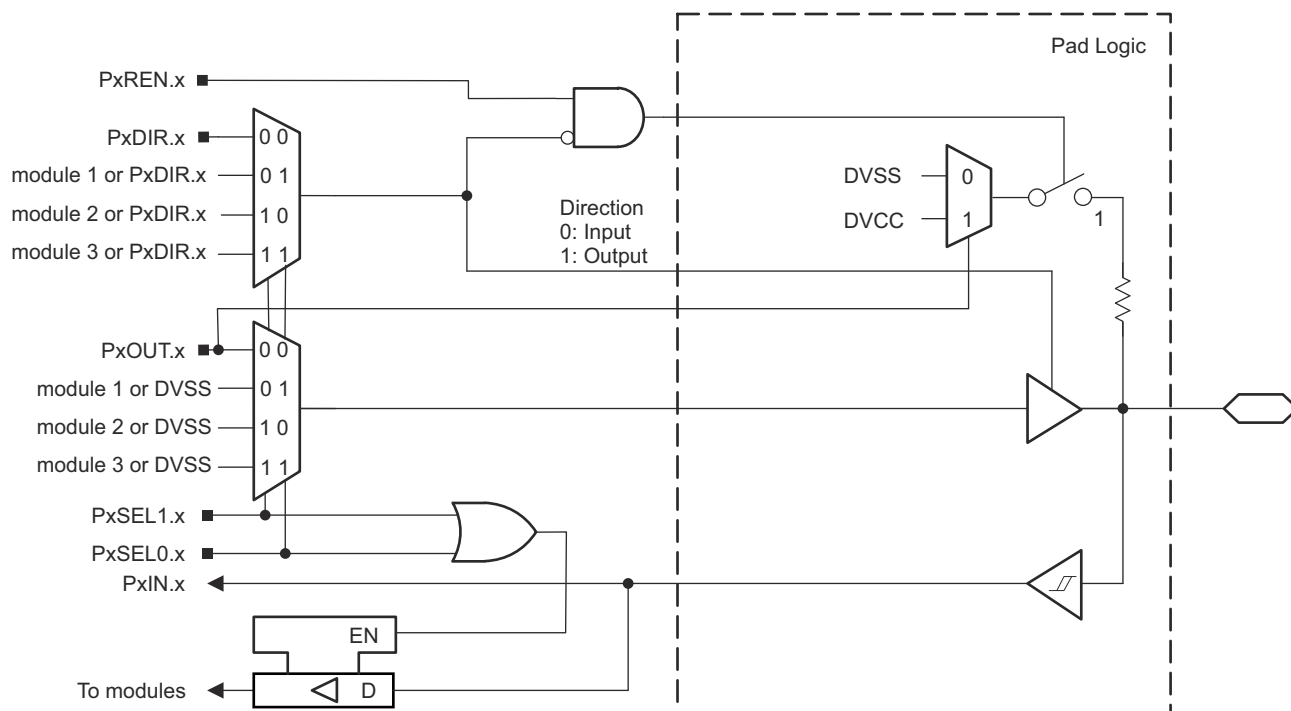 Pad Logic
PxREN.x
PxDIR.x
0 0
module 1 or PxDIR.x
0 1
module 2 or PxDIR.x
1 0
module 3 or PxDIR.x
1 1
Direction
0: Input
1: Output
DVSS
0
DVCC
1
1
PxOUT.x
0 0
module 1 or DVSS
0 1
module 2 or DVSS
1 0
module 3 or DVSS
1 1
PxSEL1.x
PxSEL0.x
PxIN.x
EN
To modules
D